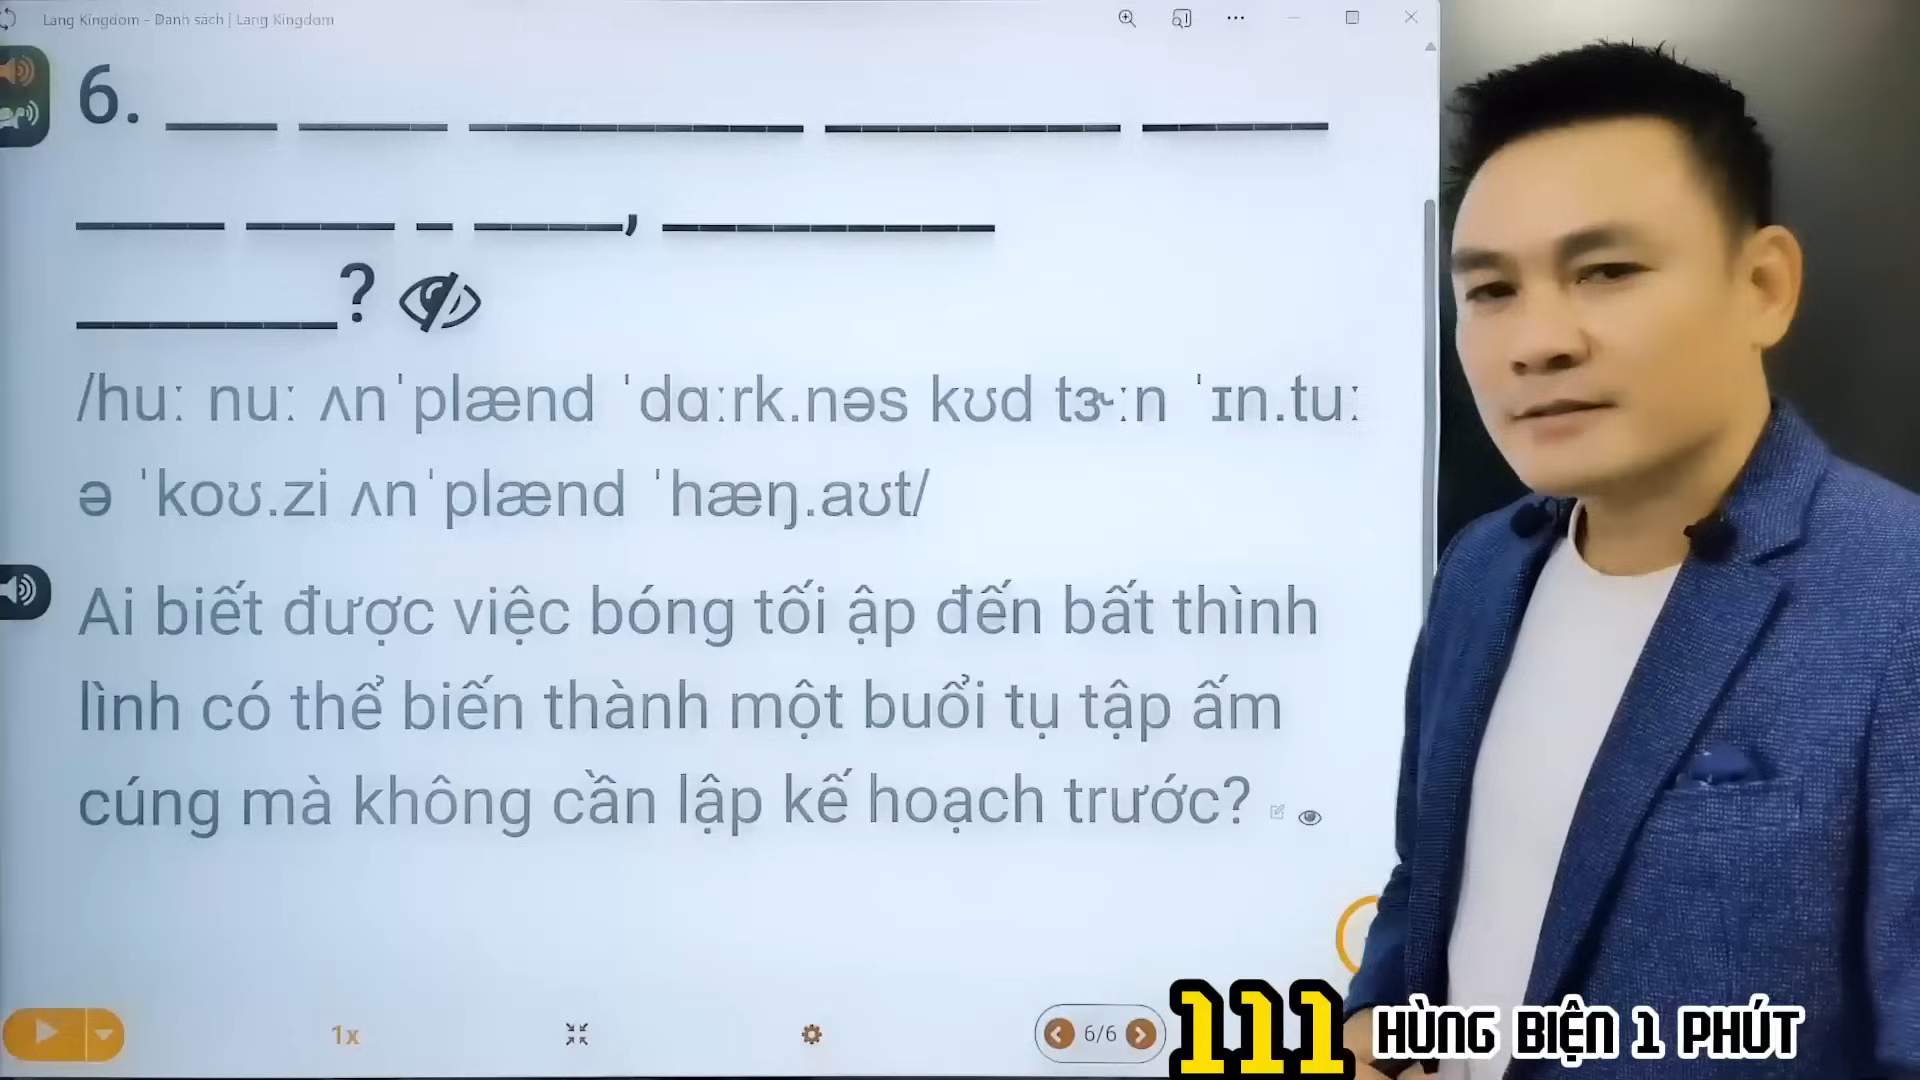 Lang Kingdom - Danh sách | Lang Kingdom
6. ___ ____ _________ ________ _____
____ ____ _ ____, _________
_______?
/huː nuː ʌnˈplænd ˈdɑːrk.nəs kʊd tɝːn ˈɪn.tuː
ə ˈkoʊ.zi ʌnˈplænd ˈhæŋ.aʊt/
Ai biết được việc bóng tối ập đến bất thình
lình có thể biến thành một buổi tụ tập ấm
cúng mà không cần lập kế hoạch trước?
1x
6/6
111 HÙNG BIỆN 1 PHÚT